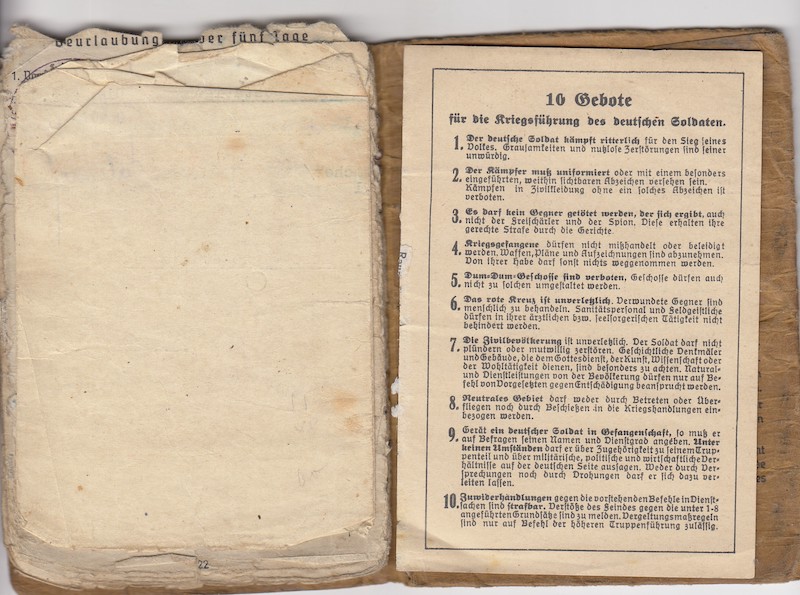 Beurlaubung über fünf Tage
1.
22
10 Gebote
für die Kriegsführung des deutschen Soldaten.
1. Der deutsche Soldat kämpft ritterlich für den Sieg seines
Volkes. Grausamkeiten und nutzlose Zerstörungen sind seiner
unwürdig.
2. Der Kämpfer muß uniformiert oder mit einem besonders
eingeführten, weithin sichtbaren Abzeichen versehen sein.
Kämpfen in Zivilkleidung ohne ein solches Abzeichen ist
verboten.
3. Es darf kein Gegner getötet werden, der sich ergibt, auch
nicht der Freischärler und der Spion. Diese erhalten ihre
gerechte Strafe durch die Gerichte.
4. Kriegsgefangene dürfen nicht mißhandelt oder beleidigt
werden. Waffen, Pläne und Aufzeichnungen sind abzunehmen.
Von ihrer Habe darf sonst nichts weggenommen werden.
5. Dum-Dum-Geschosse sind verboten, Geschosse dürfen auch
nicht zu solchen umgestaltet werden.
6. Das rote Kreuz ist unverletzlich. Verwundete Gegner sind
menschlich zu behandeln. Sanitätspersonal und Feldgeistliche
dürfen in ihrer ärztlichen bzw. seelsorgerischen Tätigkeit nicht
behindert werden.
7. Die Zivilbevölkerung ist unverletzlich. Der Soldat darf nicht
plündern oder mutwillig zerstören. Geschichtliche Denkmäler
und Gebäude, die dem Gottesdienst, der Kunst, Wissenschaft oder
der Wohltätigkeit dienen, sind besonders zu achten. Natural-
und Dienstleistungen von der Bevölkerung dürfen nur auf Be-
fehl von Vorgesetzten gegen Entschädigung beansprucht werden.
8. Neutrales Gebiet darf weder durch Betreten oder Über-
fliegen noch durch Beschießen in die Kriegshandlungen ein-
bezogen werden.
9. Gerät ein deutscher Soldat in Gefangenschaft, so muß er
auf Befragen seinen Namen und Dienstgrad angeben. Unter
keinen Umständen darf er über Zugehörigkeit zu seinem Trup-
penteil und über militärische, politische und wirtschaftliche Ver-
hältnisse auf der deutschen Seite aussagen. Weder durch Ver-
sprechungen noch durch Drohungen darf er sich dazu ver-
leiten lassen.
10. Zuwiderhandlungen gegen die vorstehenden Befehle in Dienst-
sachen sind strafbar. Verstöße des Feindes gegen die unter 1-8
angeführten Grundsätze sind zu melden. Vergeltungsmaßregeln
sind nur auf Befehl der höheren Truppenführung zulässig.